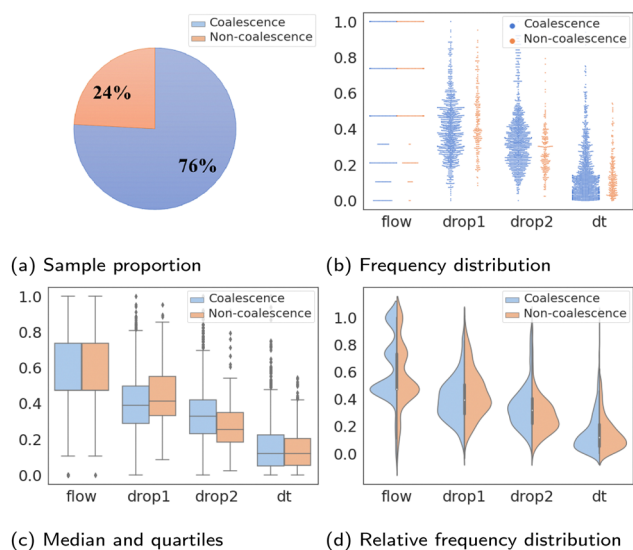 Coalescence
Non-coalescence
24%
76%
(a) Sample proportion
1.0
0.8
0.6
0.4
0.2
0.0
Coalescence
Non-coalescence
flow drop1 drop2 dt
(b) Frequency distribution
1.0
0.8
0.6
0.4
0.2
0.0
Coalescence
Non-coalescence
flow drop1 drop2 dt
(c) Median and quartiles
1.0
0.8
0.6
0.4
0.2
0.0
Coalescence
Non-coalescence
flow drop1 drop2 dt
(d) Relative frequency distribution